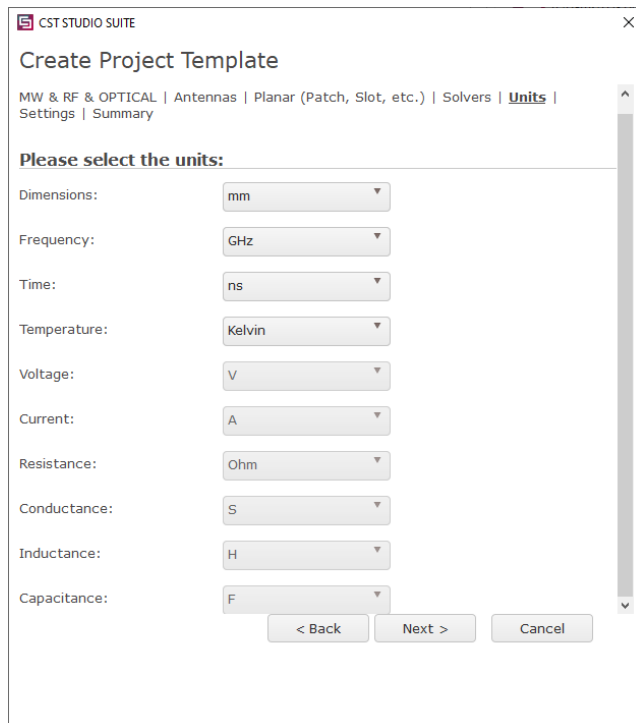 CST STUDIO SUITE
Create Project Template
MW & RF & OPTICAL | Antennas | Planar (Patch, Slot, etc.) | Solvers | Units |
Settings | Summary
Please select the units:
Dimensions: mm
Frequency: GHz
Time: ns
Temperature: Kelvin
Voltage: V
Current: A
Resistance: Ohm
Conductance: S
Inductance: H
Capacitance: F
< Back Next > Cancel